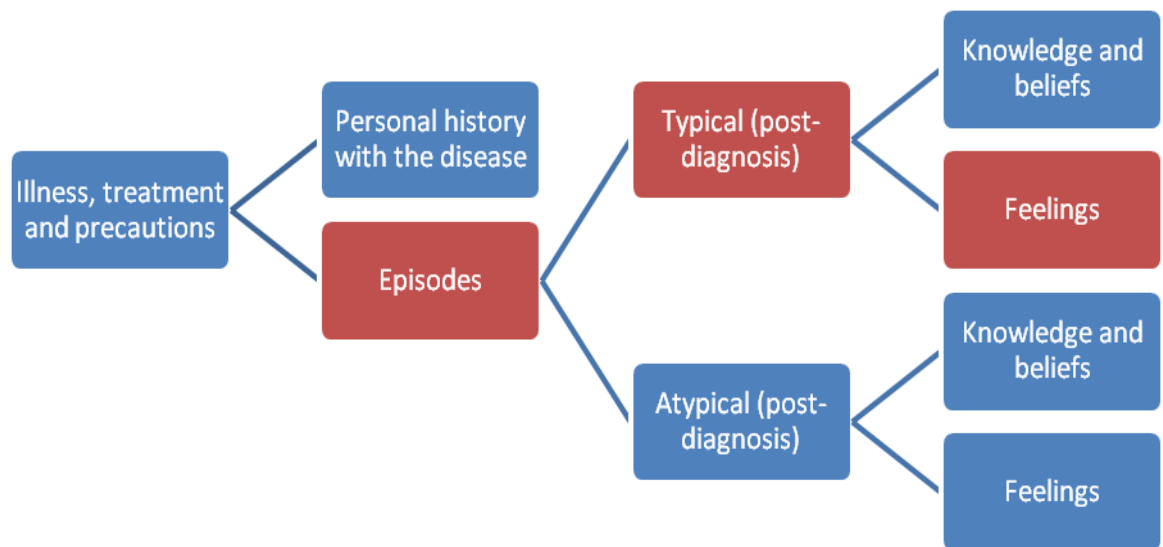 Illness, treatment
and precautions
Personal history
with the disease
Episodes
Typical (post-
diagnosis)
Atypical (post-
diagnosis)
Knowledge and
beliefs
Feelings
Knowledge and
beliefs
Feelings